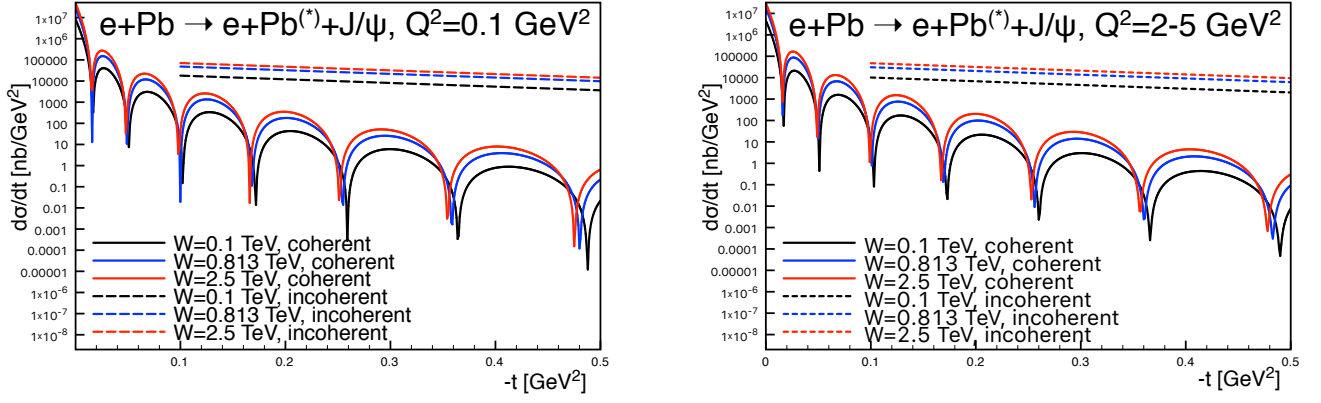 e+Pb → e+Pb(*)+J/ψ, Q²=0.1 GeV²
dσ/dt [nb/GeV²]
1×10⁷
1×10⁶
100000
10000
1000
100
10
1
0.1
0.01
0.001
0.0001
0.00001
1×10⁻⁶
1×10⁻⁷
1×10⁻⁸
W=0.1 TeV, coherent
W=0.813 TeV, coherent
W=2.5 TeV, coherent
W=0.1 TeV, incoherent
W=0.813 TeV, incoherent
W=2.5 TeV, incoherent
0.1 0.2 0.3 0.4 0.5
-t [GeV²]
e+Pb → e+Pb(*)+J/ψ, Q²=2-5 GeV²
dσ/dt [nb/GeV²]
1×10⁷
1×10⁶
100000
10000
1000
100
10
1
0.1
0.01
0.001
0.0001
0.00001
1×10⁻⁶
1×10⁻⁷
1×10⁻⁸
W=0.1 TeV, coherent
W=0.813 TeV, coherent
W=2.5 TeV, coherent
W=0.1 TeV, incoherent
W=0.813 TeV, incoherent
W=2.5 TeV, incoherent
0 0.1 0.2 0.3 0.4 0.5
-t [GeV²]